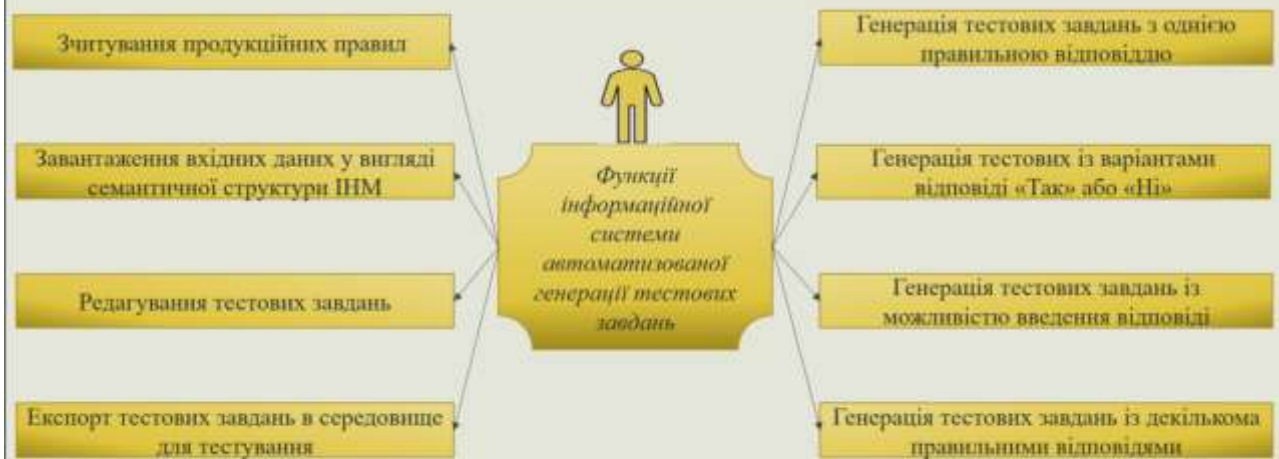 Зчитування продукційних правил
Завантаження вхідних даних у вигляді
семантичної структури ІНМ
Редагування тестових завдань
Експорт тестових завдань в середовище
для тестування
Функції
інформаційної
системи
автоматизованої
генерації тестових
завдань
Генерація тестових завдань з однією
правильною відповіддю
Генерація тестових із варіантами
відповіді «Так» або «Ні»
Генерація тестових завдань із
можливістю введення відповіді
Генерація тестових завдань із декількома
правильними відповідями